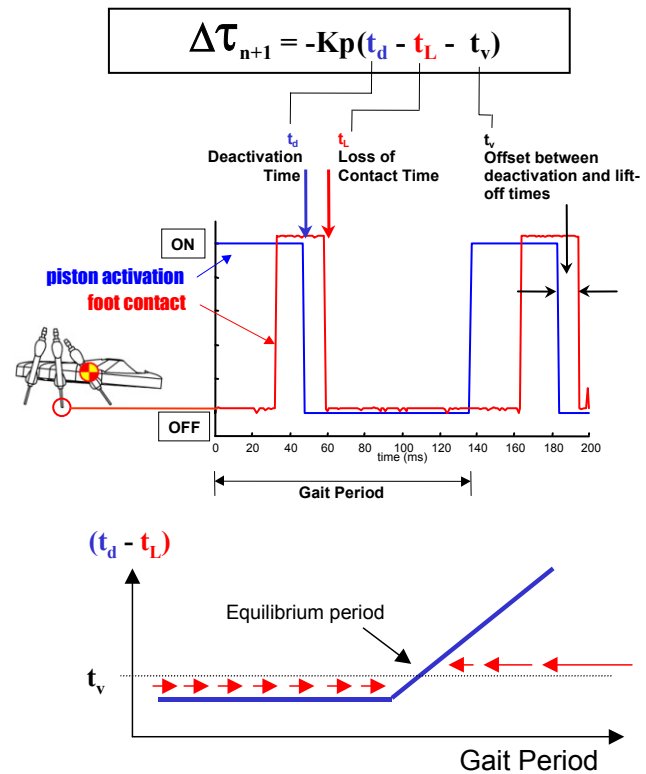 Δτn+1 = -Kp(td - tL - tv)
td
Deactivation
Time
tL
Loss of
Contact Time
tv
Offset between
deactivation and lift-
off times
ON
piston activation
foot contact
OFF
0 20 40 60 80 100 120 140 160 180 200
time (ms)
Gait Period
(td - tL)
Equilibrium period
tv
Gait Period